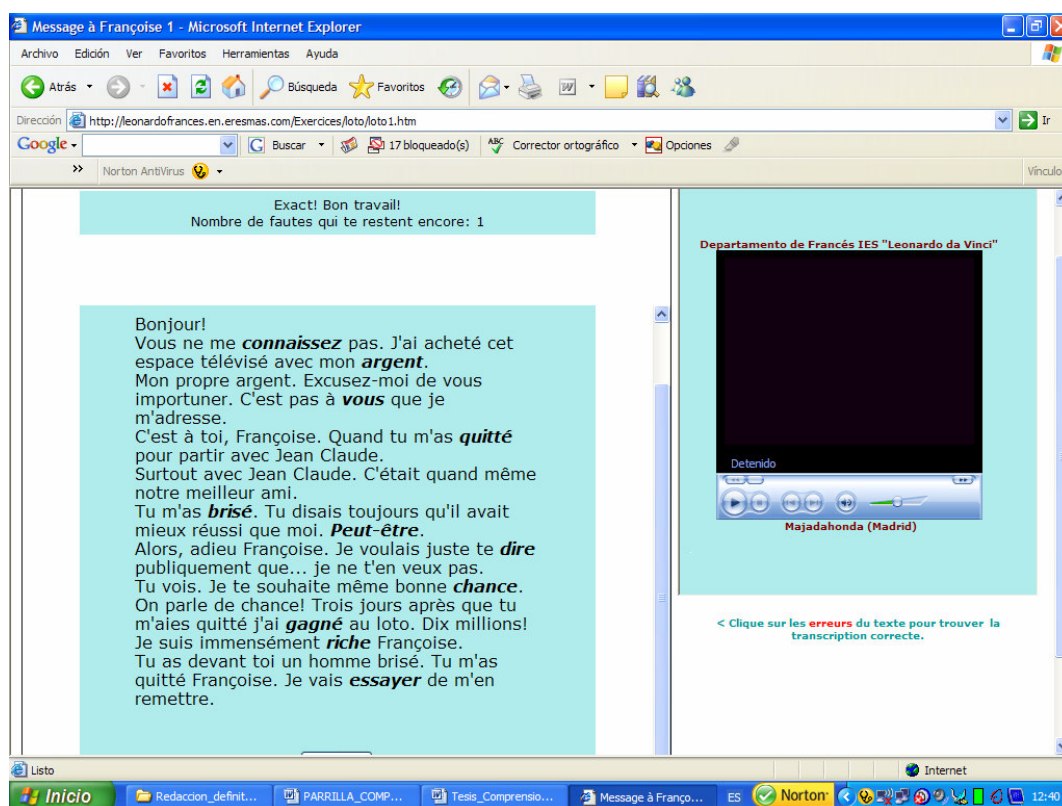 Message à Françoise 1 - Microsoft Internet Explorer
Archivo Edición Ver Favoritos Herramientas Ayuda
Atrás Búsqueda Favoritos
Dirección http://leonardofrances.en.eresmas.com/Exercices/loto/loto1.htm Ir
Google Buscar 17 bloqueado(s) ABC Corrector ortográfico Opciones
» Norton AntiVirus Vínculo
Exact! Bon travail!
Nombre de fautes qui te restent encore: 1
Bonjour!
Vous ne me connaissez pas. J'ai acheté cet
espace télévisé avec mon argent.
Mon propre argent. Excusez-moi de vous
importuner. C'est pas à vous que je
m'adresse.
C'est à toi, Françoise. Quand tu m'as quitté
pour partir avec Jean Claude.
Surtout avec Jean Claude. C'était quand même
notre meilleur ami.
Tu m'as brisé. Tu disais toujours qu'il avait
mieux réussi que moi. Peut-être.
Alors, adieu Françoise. Je voulais juste te dire
publiquement que... je ne t'en veux pas.
Tu vois. Je te souhaite même bonne chance.
On parle de chance! Trois jours après que tu
m'aies quitté j'ai gagné au loto. Dix millions!
Je suis immensément riche Françoise.
Tu as devant toi un homme brisé. Tu m'as
quitté Françoise. Je vais essayer de m'en
remettre.
Departamento de Francés IES "Leonardo da Vinci"
Detenido
Majadahonda (Madrid)
< Clique sur les erreurs du texte pour trouver la
transcription correcte.
Listo Internet
Inicio Redaccion_definit... PARRILLA_COMP... Tesis_Comprensio... Message à Franço... ES Norton 12:4